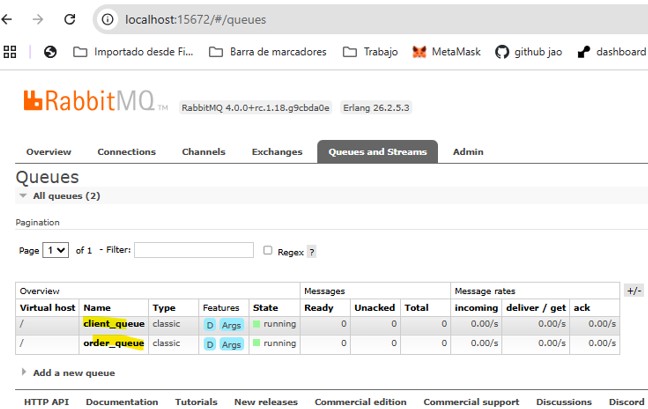 localhost:15672/#/queues
Importado desde Fi... Barra de marcadores Trabajo MetaMask github jao dashboard
RabbitMQ TM RabbitMQ 4.0.0+rc.1.18.g9cbda0e Erlang 26.2.5.3
Overview Connections Channels Exchanges Queues and Streams Admin
Queues
All queues (2)
Pagination
Page 1 of 1 - Filter: Regex ?
Overview Messages Message rates +/-
Virtual host Name Type Features State Ready Unacked Total incoming deliver / get ack
/ client_queue classic D Args running 0 0 0 0.00/s 0.00/s 0.00/s
/ order_queue classic D Args running 0 0 0 0.00/s 0.00/s 0.00/s
Add a new queue
HTTP API Documentation Tutorials New releases Commercial edition Commercial support Discussions Discord